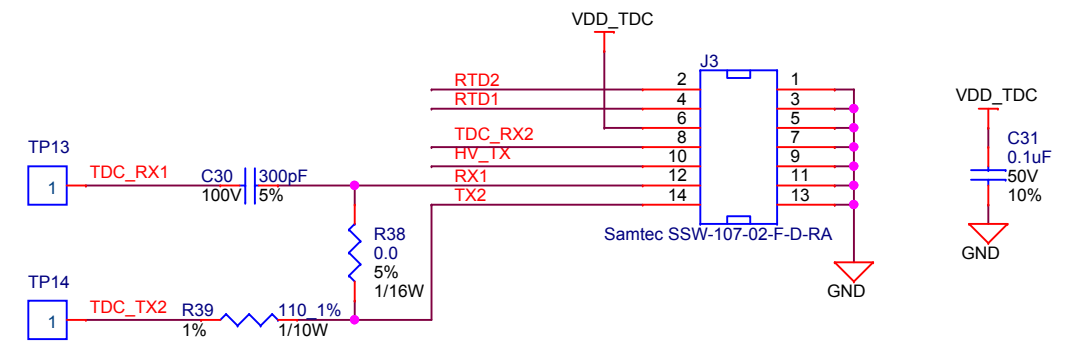 VDD_TDC
J3
RTD2 2 1
RTD1 4 3
6 5
TDC_RX2 8 7
HV_TX 10 9
RX1 12 11
TX2 14 13
Samtec SSW-107-02-F-D-RA
GND
VDD_TDC
C31
0.1uF
50V
10%
GND
TP13
1
TDC_RX1
C30 300pF
100V 5%
R38
0.0
5%
1/16W
TP14
1
TDC_TX2
R39 110_1%
1% 1/10W